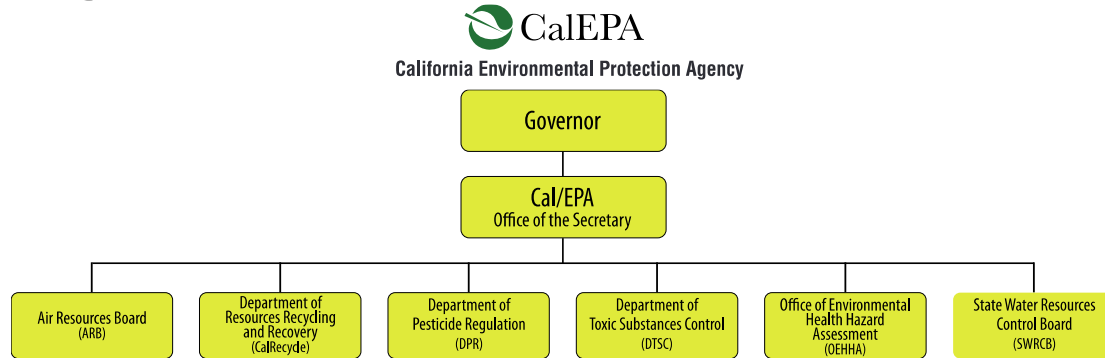 CalEPA
California Environmental Protection Agency
Governor
Cal/EPA
Office of the Secretary
Air Resources Board
(ARB)
Department of
Resources Recycling
and Recovery
(CalRecycle)
Department of
Pesticide Regulation
(DPR)
Department of
Toxic Substances Control
(DTSC)
Office of Environmental
Health Hazard
Assessment
(OEHHA)
State Water Resources
Control Board
(SWRCB)